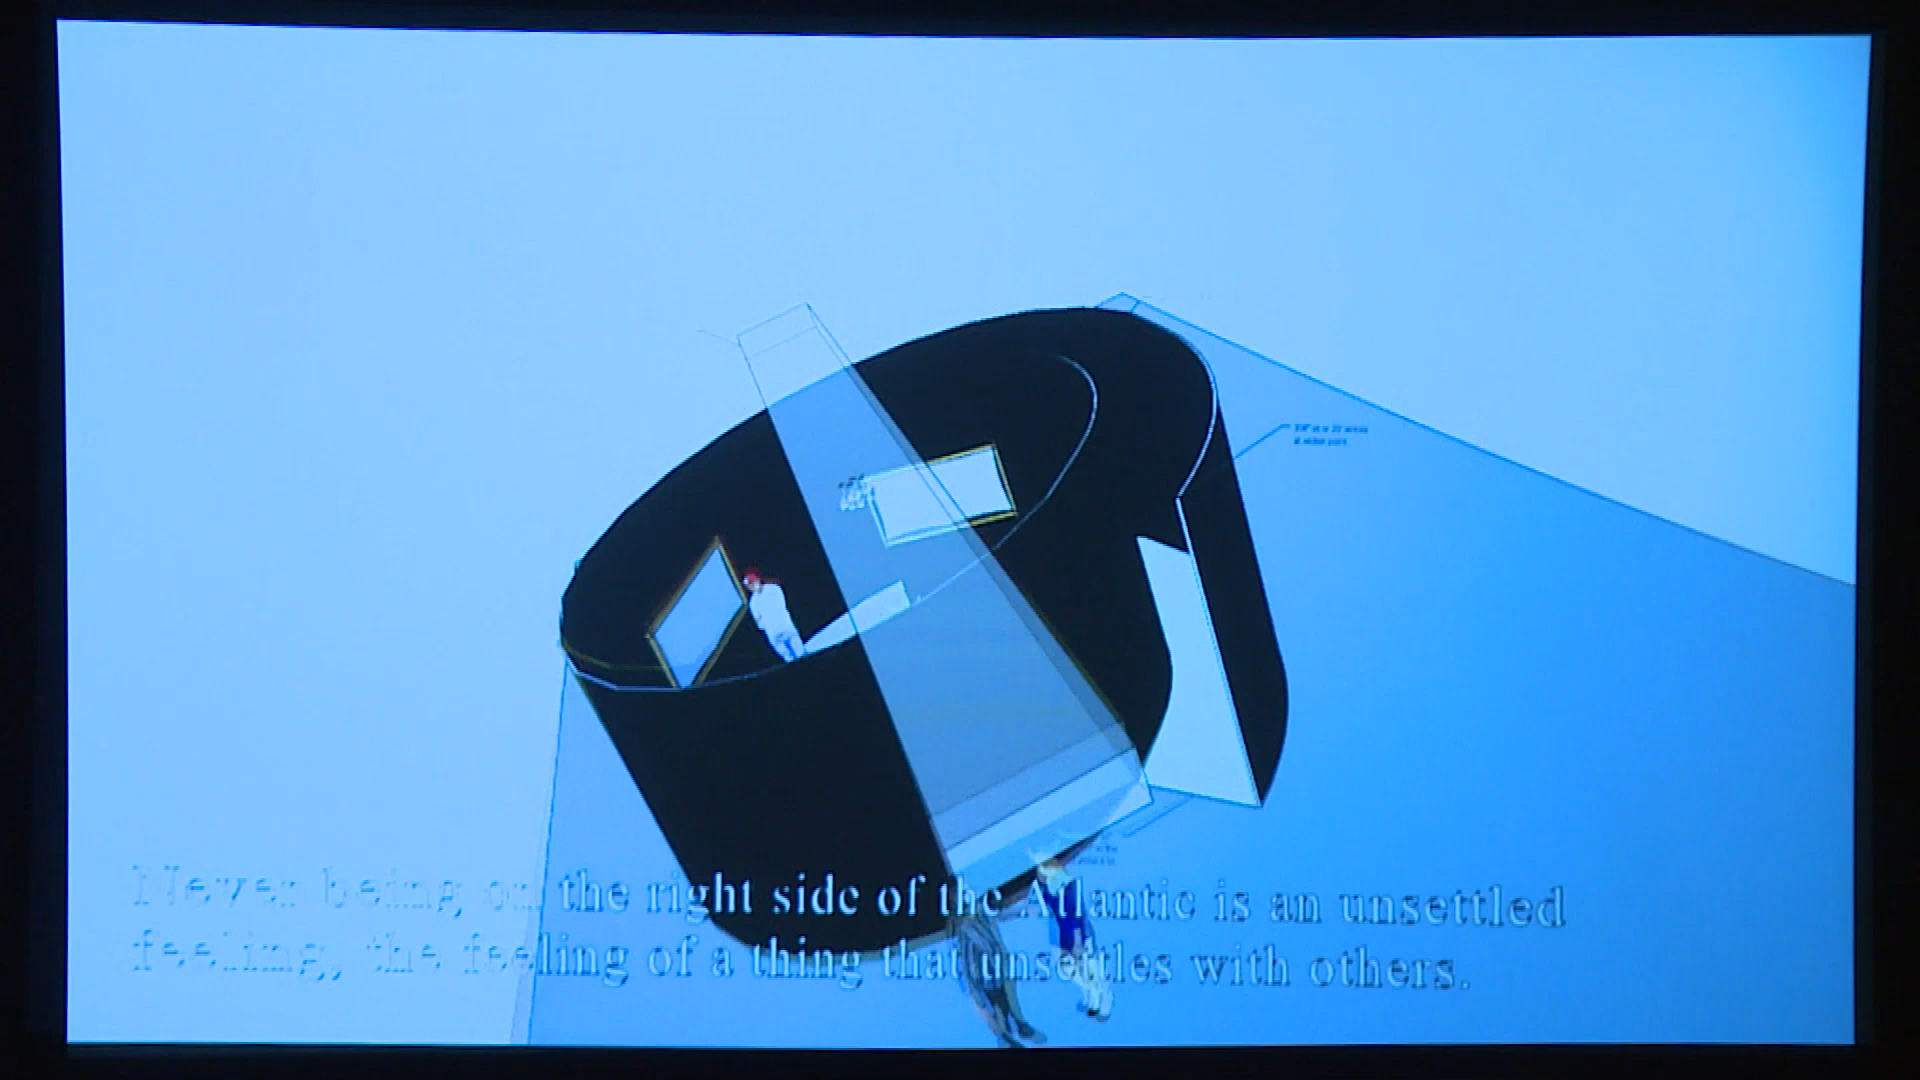 Never being on the right side of the Atlantic is an unsettled
feeling, the feeling of a thing that unsettles with others.